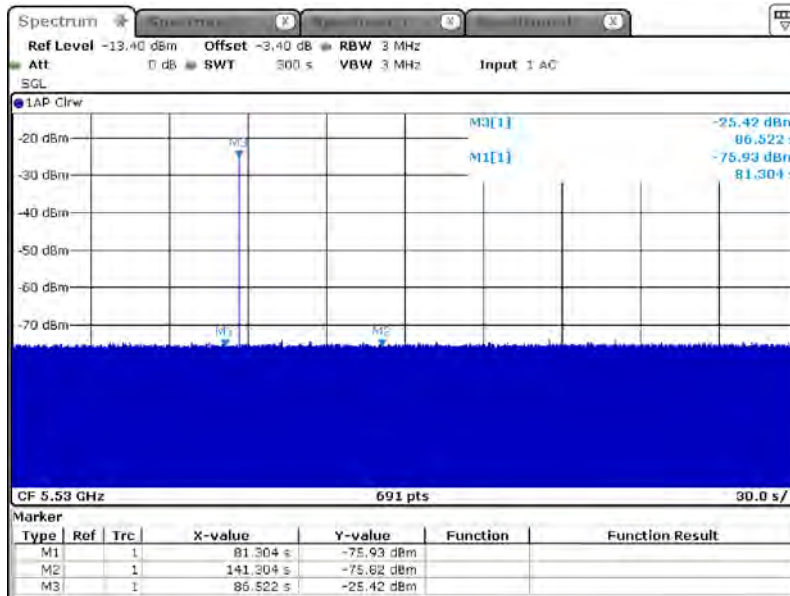 Spectrum
Ref Level -13.40 dBm Offset -3.40 dB RBW 3 MHz
Att 0 dB SWT 300 s VBW 3 MHz Input 1 AC
SGL
1AP Clrw
M3[1] -25.42 dBm
86.522 s
M1[1] -75.93 dBm
81.304 s
-20 dBm
M3
-30 dBm
-40 dBm
-50 dBm
-60 dBm
-70 dBm
M1 M2
CF 5.53 GHz 691 pts 30.0 s/
Marker
Type Ref Trc X-value Y-value Function Function Result
M1 1 81.304 s -75.93 dBm
M2 1 141.304 s -75.82 dBm
M3 1 86.522 s -25.42 dBm